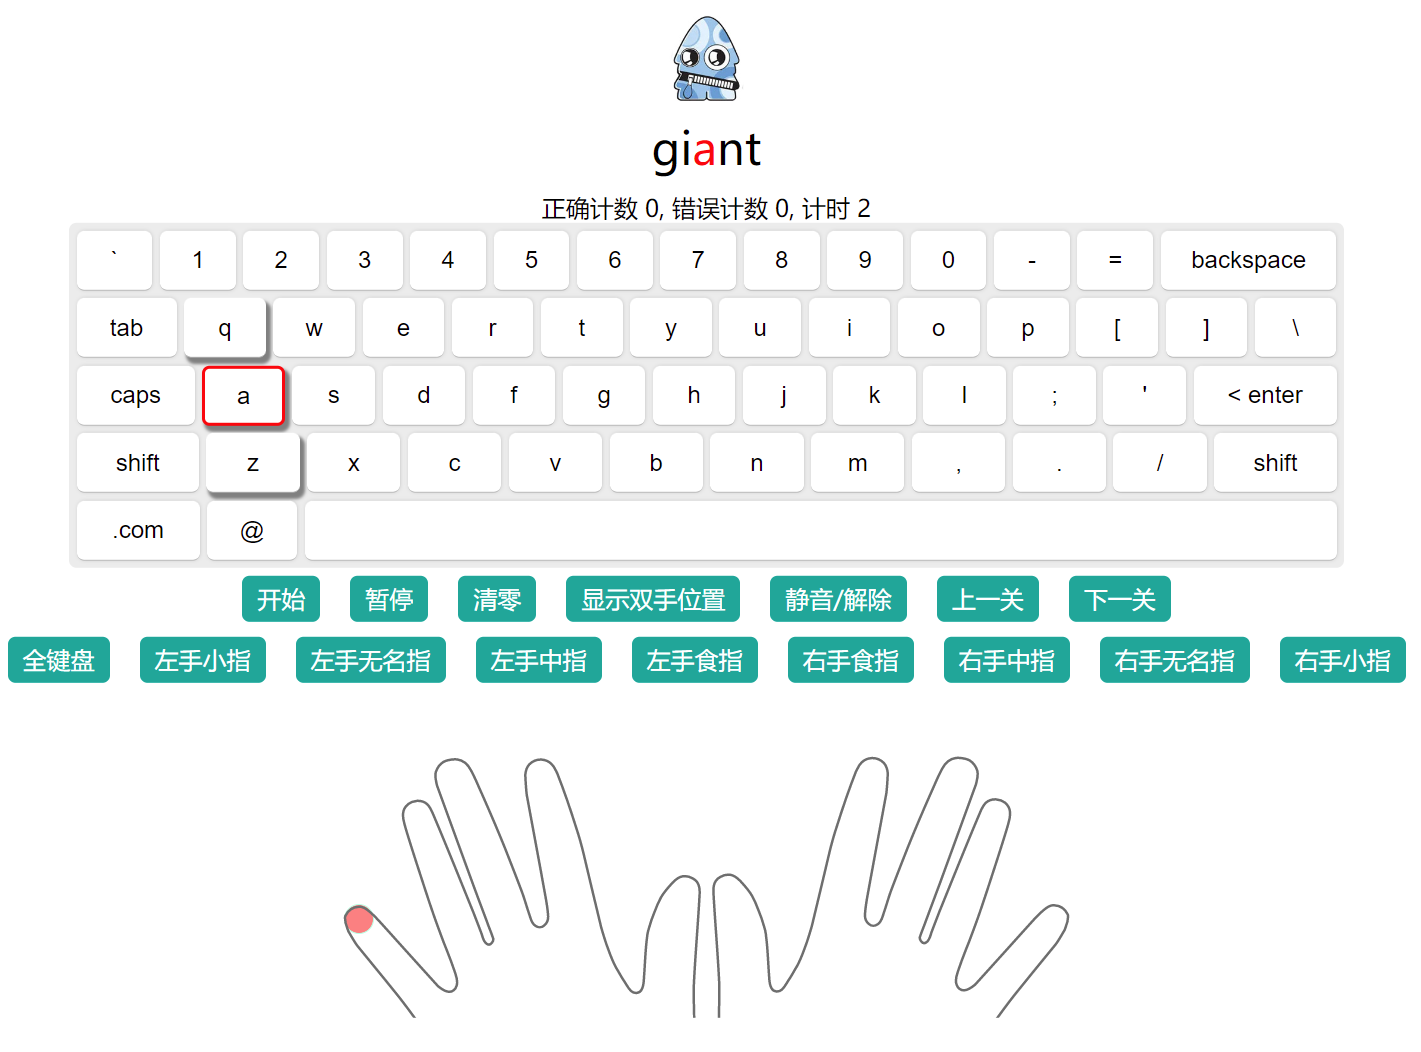 giant
正确计数 0, 错误计数 0, 计时 2
` 1 2 3 4 5 6 7 8 9 0 - = backspace
tab q w e r t y u i o p [ ] \
caps a s d f g h j k l ; ' < enter
shift z x c v b n m , . / shift
.com @
开始 暂停 清零 显示双手位置 静音/解除 上一关 下一关
全键盘 左手小指 左手无名指 左手中指 左手食指 右手食指 右手中指 右手无名指 右手小指